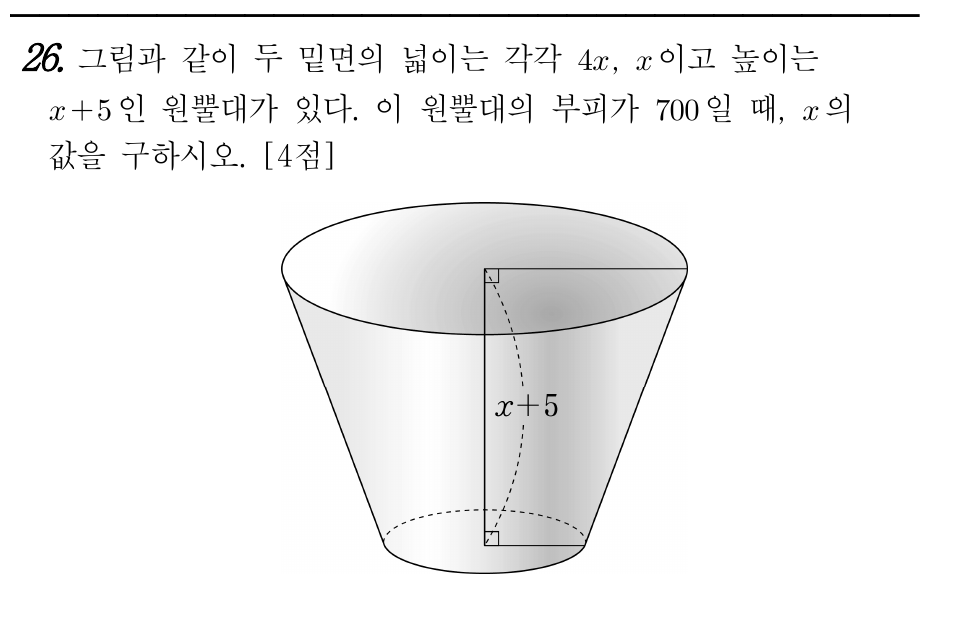 26. 그림과 같이 두 밑면의 넓이는 각각 4x, x이고 높이는
x+5인 원뿔대가 있다. 이 원뿔대의 부피가 700일 때, x의
값을 구하시오. [4점]
x+5